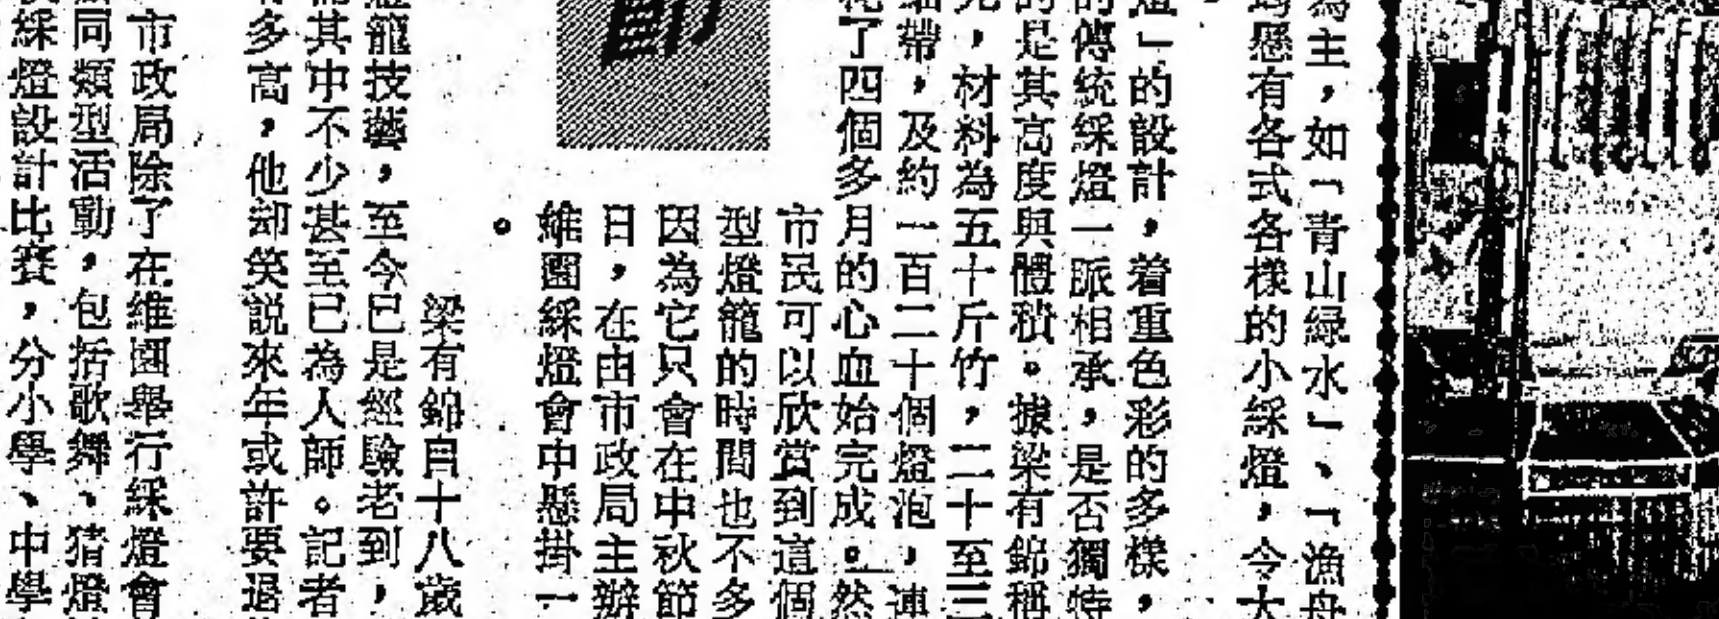 為主，如「青山綠水」、「漁舟
均懸有各式各樣的小綵燈，令大
燈」的設計，着重色彩的多樣，
的傳統綵燈一脈相承，是否獨特
的是其高度與體積。據梁有錦稱
，材料為五十斤竹，二十至三
帶，及約一百二十個燈泡，連
花了四個多月的心血始完成。然
市民可以欣賞到這個
型燈籠的時間也不多
因為它只會在中秋節
日，在由市政局主辦
維園綵燈會中懸掛一
。
梁有錦自十八歲
燈籠技藝，至今已是經驗老到，
其中不少甚至已為人師。記者
多高，他却笑説來年或許要退
市政局除了在維園舉行綵燈會
同類型活動，包括歌舞、猜燈
綵燈設計比賽，分小學、中學